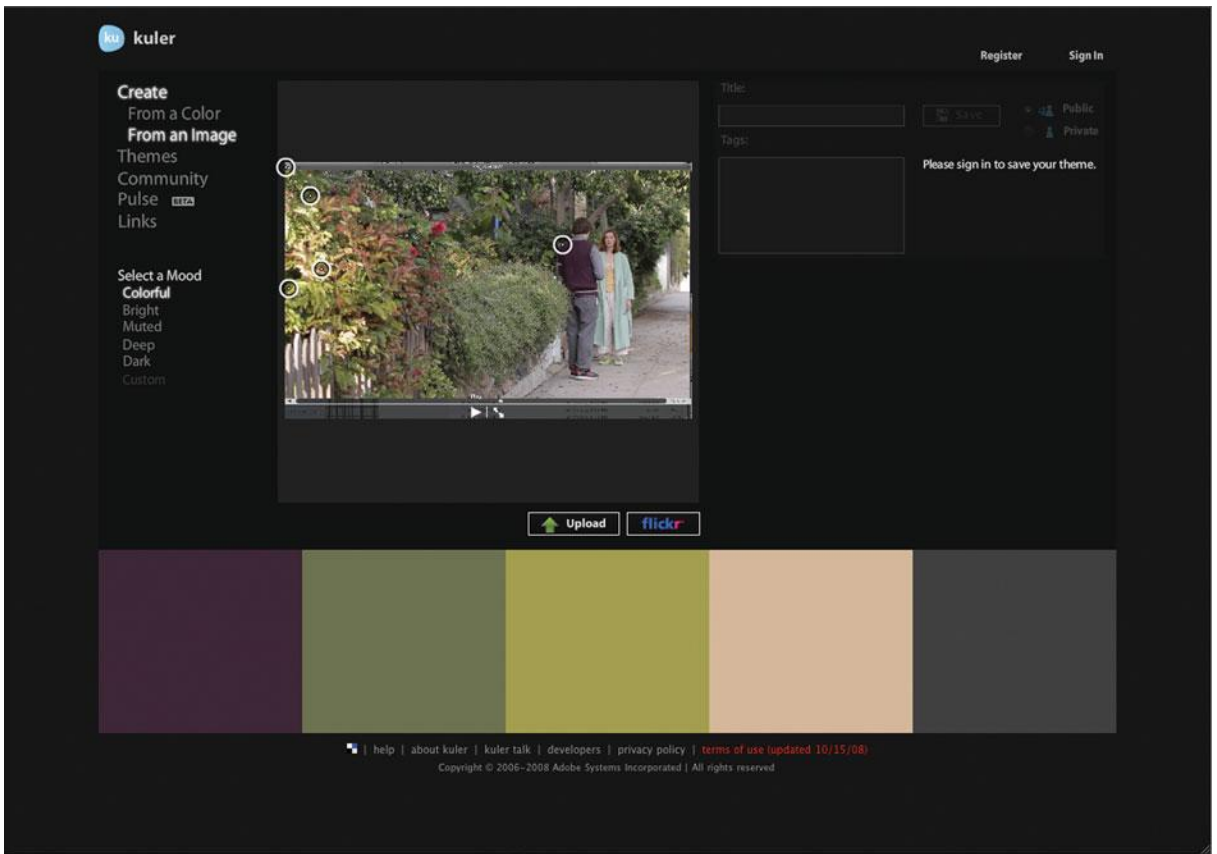 ku kuler
Register Sign In
Create
From a Color
From an Image
Themes
Community
Pulse BETA
Links
Select a Mood
Colorful
Bright
Muted
Deep
Dark
Custom
Title:
Save
Public
Private
Tags:
Please sign in to save your theme.
Upload
flickr
| help | about kuler | kuler talk | developers | privacy policy | terms of use (updated 10/15/08)
Copyright © 2006–2008 Adobe Systems Incorporated | All rights reserved